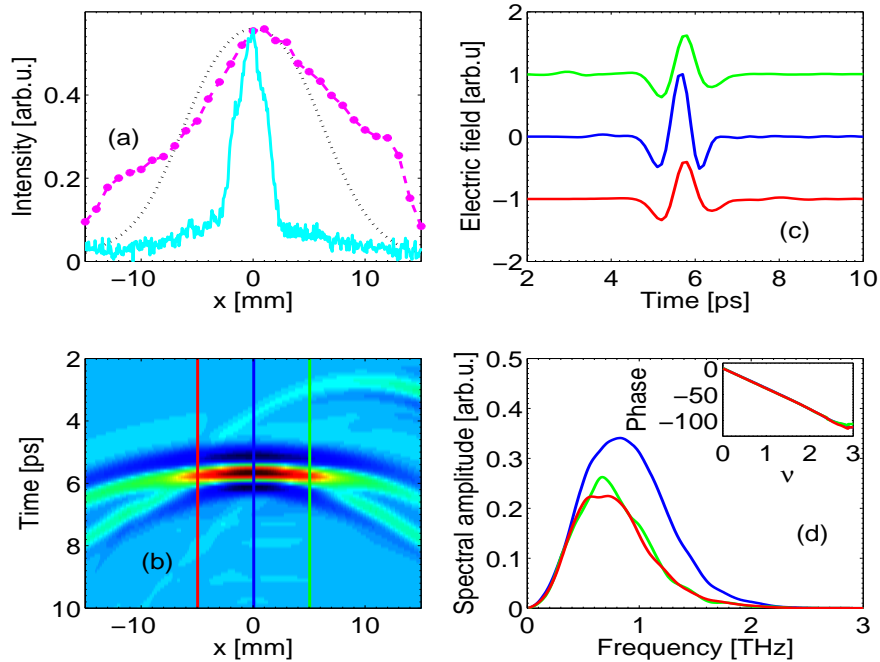 Intensity [arb.u.]
0.4
0.2
0
(a)
−10 0 10
x [mm]
Electric field [arb.u]
2
1
0
−1
−2
(c)
2 4 6 8 10
Time [ps]
Time [ps]
2
4
6
8
10
(b)
−10 0 10
x [mm]
Spectral amplitude [arb.u.]
0.5
0.4
0.3
0.2
0.1
0
Phase
0
−50
−100
0 1 2 3
ν
(d)
0 1 2 3
Frequency [THz]